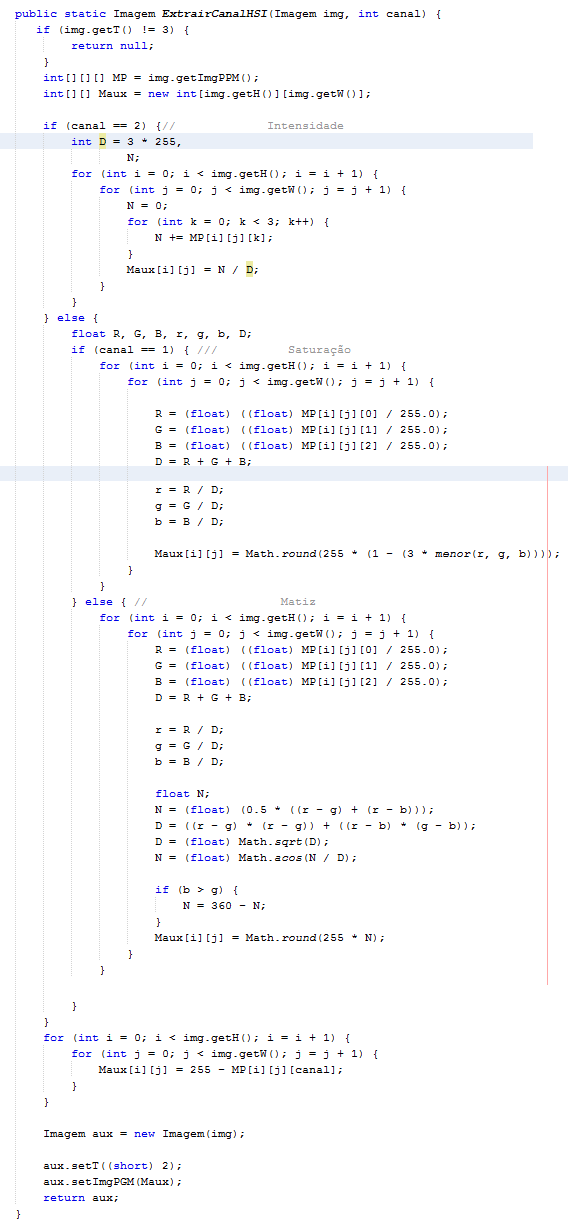 public static Imagem ExtrairCanalHSI(Imagem img, int canal) {
if (img.getT() != 3) {
return null;
}
int[][][] MP = img.getImgPPM();
int[][] Maux = new int[img.getH()][img.getW()];
if (canal == 2) {// Intensidade
int D = 3 * 255,
N;
for (int i = 0; i < img.getH(); i = i + 1) {
for (int j = 0; j < img.getW(); j = j + 1) {
N = 0;
for (int k = 0; k < 3; k++) {
N += MP[i][j][k];
}
Maux[i][j] = N / D;
}
}
} else {
float R, G, B, r, g, b, D;
if (canal == 1) { /// Saturação
for (int i = 0; i < img.getH(); i = i + 1) {
for (int j = 0; j < img.getW(); j = j + 1) {
R = (float) ((float) MP[i][j][0] / 255.0);
G = (float) ((float) MP[i][j][1] / 255.0);
B = (float) ((float) MP[i][j][2] / 255.0);
D = R + G + B;
r = R / D;
g = G / D;
b = B / D;
Maux[i][j] = Math.round(255 * (1 - (3 * menor(r, g, b))));
}
}
} else { // Matiz
for (int i = 0; i < img.getH(); i = i + 1) {
for (int j = 0; j < img.getW(); j = j + 1) {
R = (float) ((float) MP[i][j][0] / 255.0);
G = (float) ((float) MP[i][j][1] / 255.0);
B = (float) ((float) MP[i][j][2] / 255.0);
D = R + G + B;
r = R / D;
g = G / D;
b = B / D;
float N;
N = (float) (0.5 * ((r - g) + (r - b)));
D = ((r - g) * (r - g)) + ((r - b) * (g - b));
D = (float) Math.sqrt(D);
N = (float) Math.acos(N / D);
if (b > g) {
N = 360 - N;
}
Maux[i][j] = Math.round(255 * N);
}
}
}
}
for (int i = 0; i < img.getH(); i = i + 1) {
for (int j = 0; j < img.getW(); j = j + 1) {
Maux[i][j] = 255 - MP[i][j][canal];
}
}
Imagem aux = new Imagem(img);
aux.setT((short) 2);
aux.setImgPGM(Maux);
return aux;
}